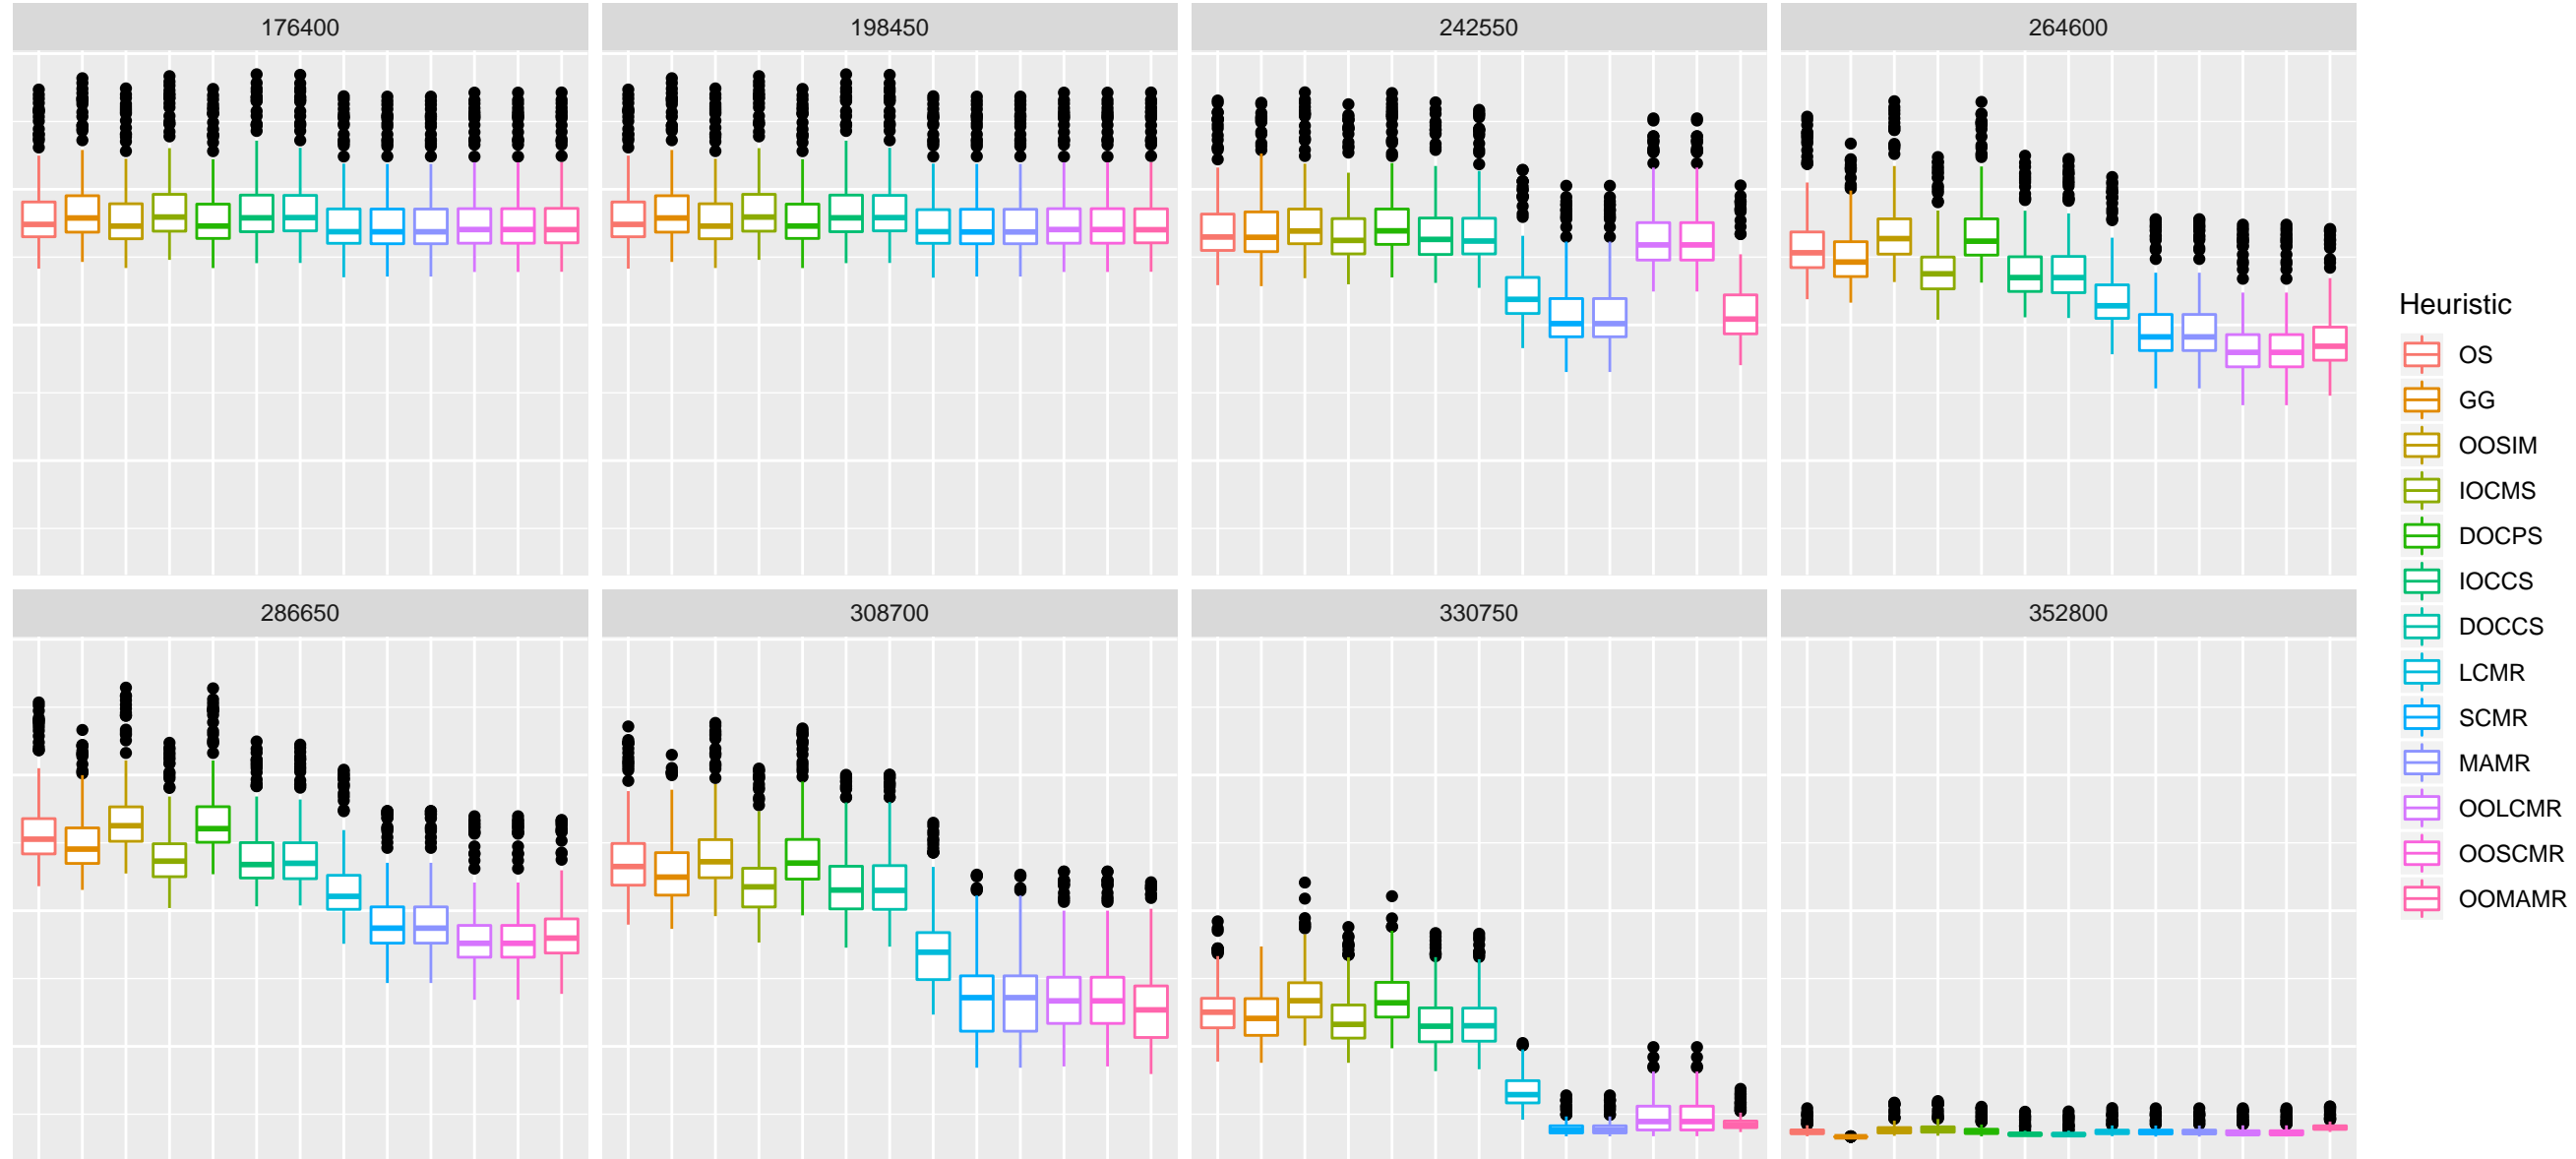 176400
198450
242550
264600
286650
308700
330750
352800
Heuristic
OS
GG
OOSIM
IOCMS
DOCPS
IOCCS
DOCCS
LCMR
SCMR
MAMR
OOLCMR
OOSCMR
OOMAMR